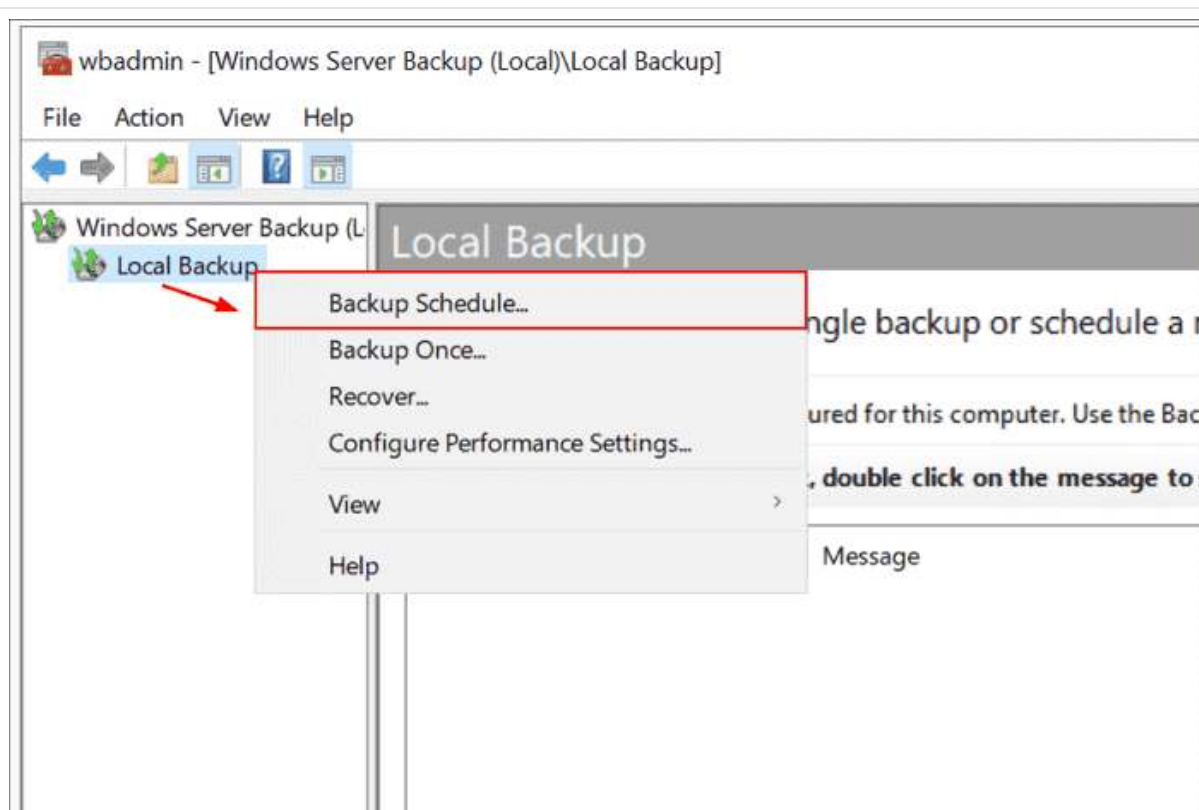 wbadmin - [Windows Server Backup (Local)\Local Backup]
File Action View Help
Windows Server Backup (L
Local Backup
Local Backup
Backup Schedule...
Backup Once...
Recover...
Configure Performance Settings...
View
Help
ngle backup or schedule a r
ured for this computer. Use the Bac
, double click on the message to
Message